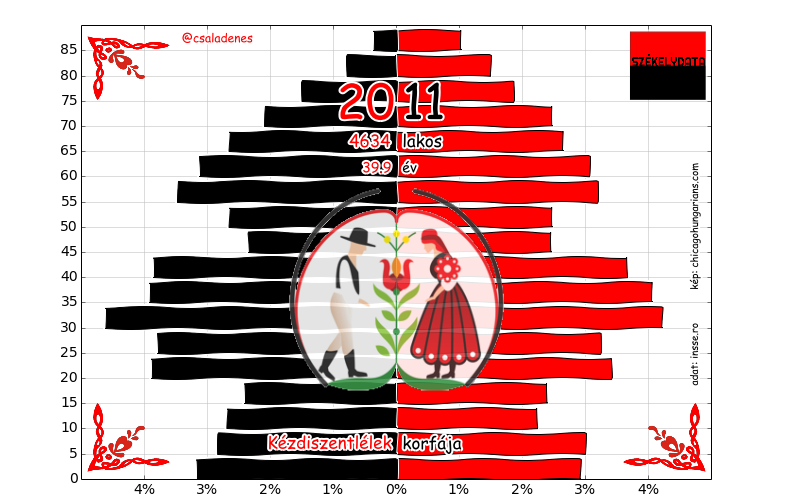 @csaladenes
SZÉKELYDATA
2011
4634 lakos
39.9 év
kép: chicagohungarians.com
adat: insse.ro
Kézdiszentlélek korfája
85
80
75
70
65
60
55
50
45
40
35
30
25
20
15
10
5
0
4% 3% 2% 1% 0% 1% 2% 3% 4%